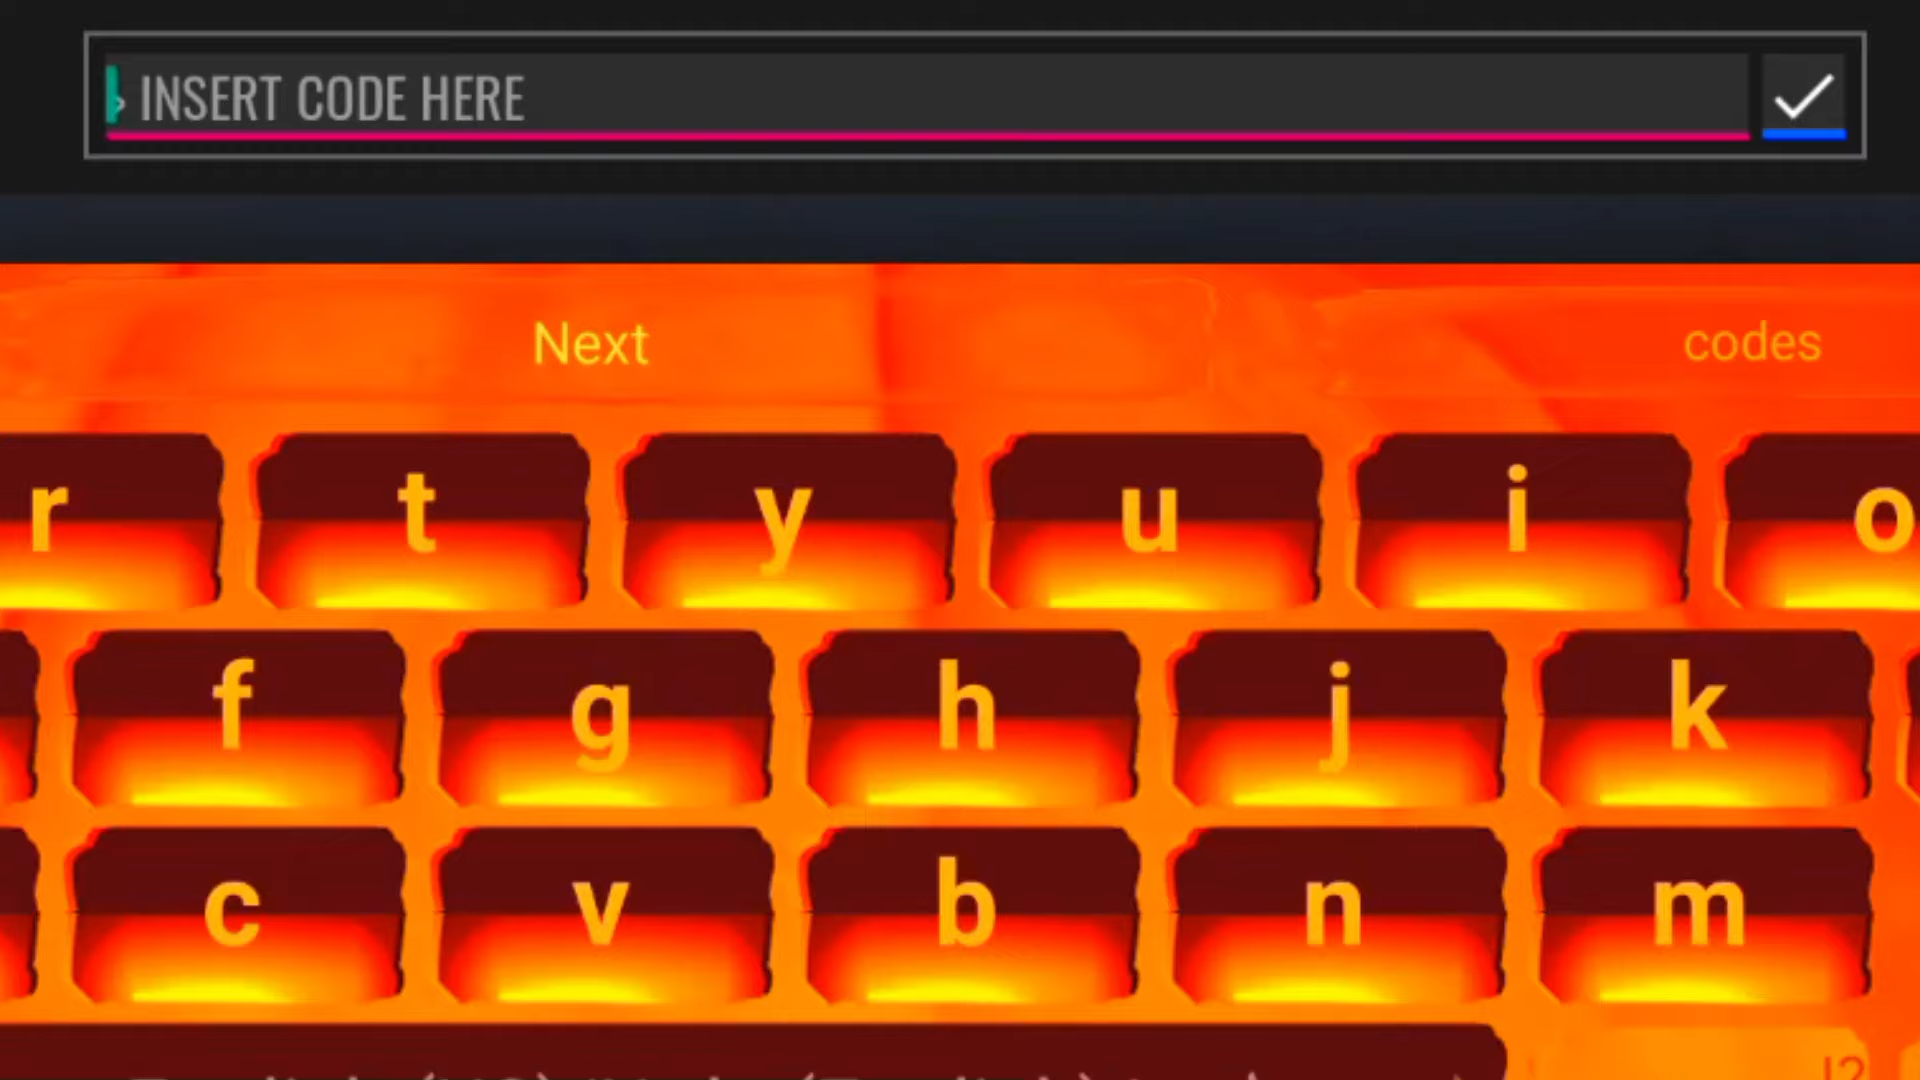 › INSERT CODE HERE
Next codes
r t y u i o
f g h j k
c v b n m